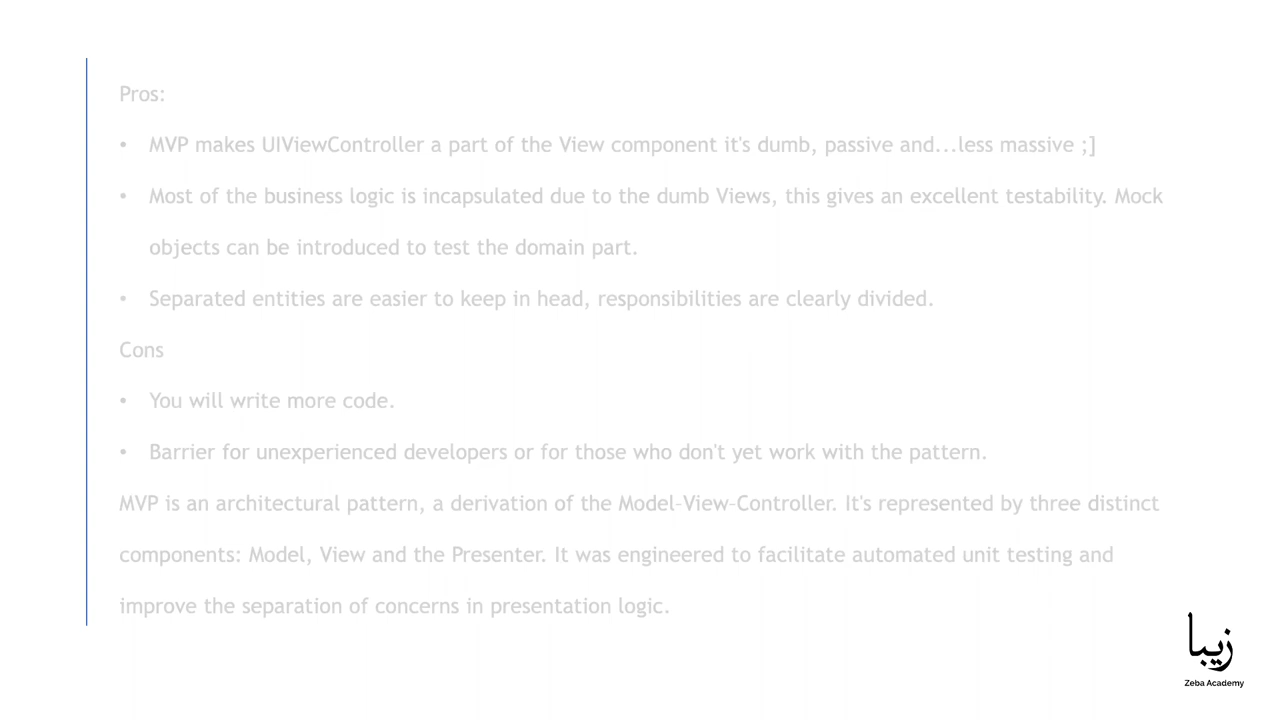 Pros:
• MVP makes UIViewController a part of the View component it's dumb, passive and...less massive ;]
• Most of the business logic is incapsulated due to the dumb Views, this gives an excellent testability. Mock
objects can be introduced to test the domain part.
• Separated entities are easier to keep in head, responsibilities are clearly divided.
Cons
• You will write more code.
• Barrier for unexperienced developers or for those who don't yet work with the pattern.
MVP is an architectural pattern, a derivation of the Model–View–Controller. It's represented by three distinct
components: Model, View and the Presenter. It was engineered to facilitate automated unit testing and
improve the separation of concerns in presentation logic.
زیبا
Zeba Academy